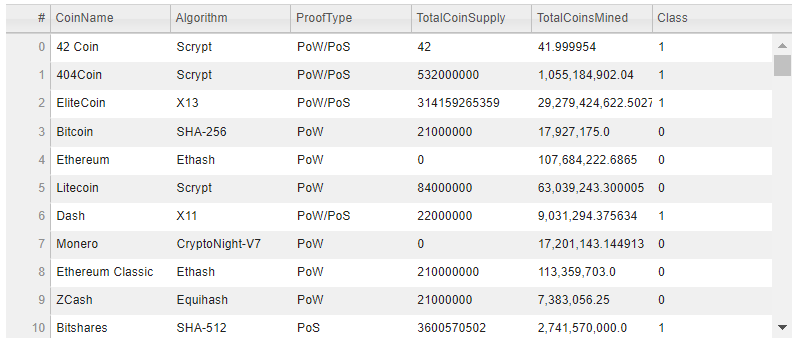 # CoinName Algorithm ProofType TotalCoinSupply TotalCoinsMined Class
0 42 Coin Scrypt PoW/PoS 42 41.999954 1
1 404Coin Scrypt PoW/PoS 532000000 1,055,184,902.04 1
2 EliteCoin X13 PoW/PoS 314159265359 29,279,424,622.5027 1
3 Bitcoin SHA-256 PoW 21000000 17,927,175.0 0
4 Ethereum Ethash PoW 0 107,684,222.6865 0
5 Litecoin Scrypt PoW 84000000 63,039,243.300005 0
6 Dash X11 PoW/PoS 22000000 9,031,294.375634 1
7 Monero CryptoNight-V7 PoW 0 17,201,143.144913 0
8 Ethereum Classic Ethash PoW 210000000 113,359,703.0 0
9 ZCash Equihash PoW 21000000 7,383,056.25 0
10 Bitshares SHA-512 PoS 3600570502 2,741,570,000.0 1